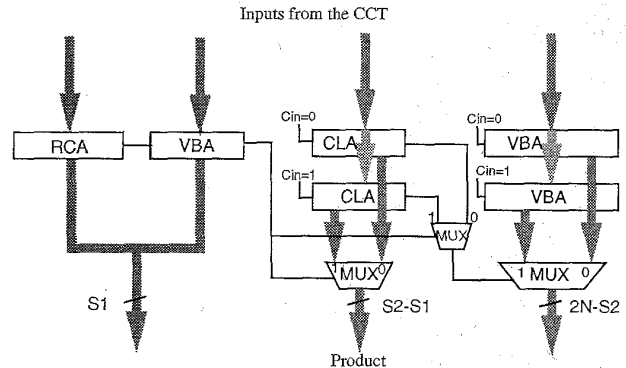 Inputs from the CCT
Cin=0
Cin=0
RCA
VBA
CLA
VBA
Cin=1
Cin=1
CLA
VBA
1
0
MUX
1
MUX
0
1
MUX
0
S1
S2-S1
2N-S2
Product